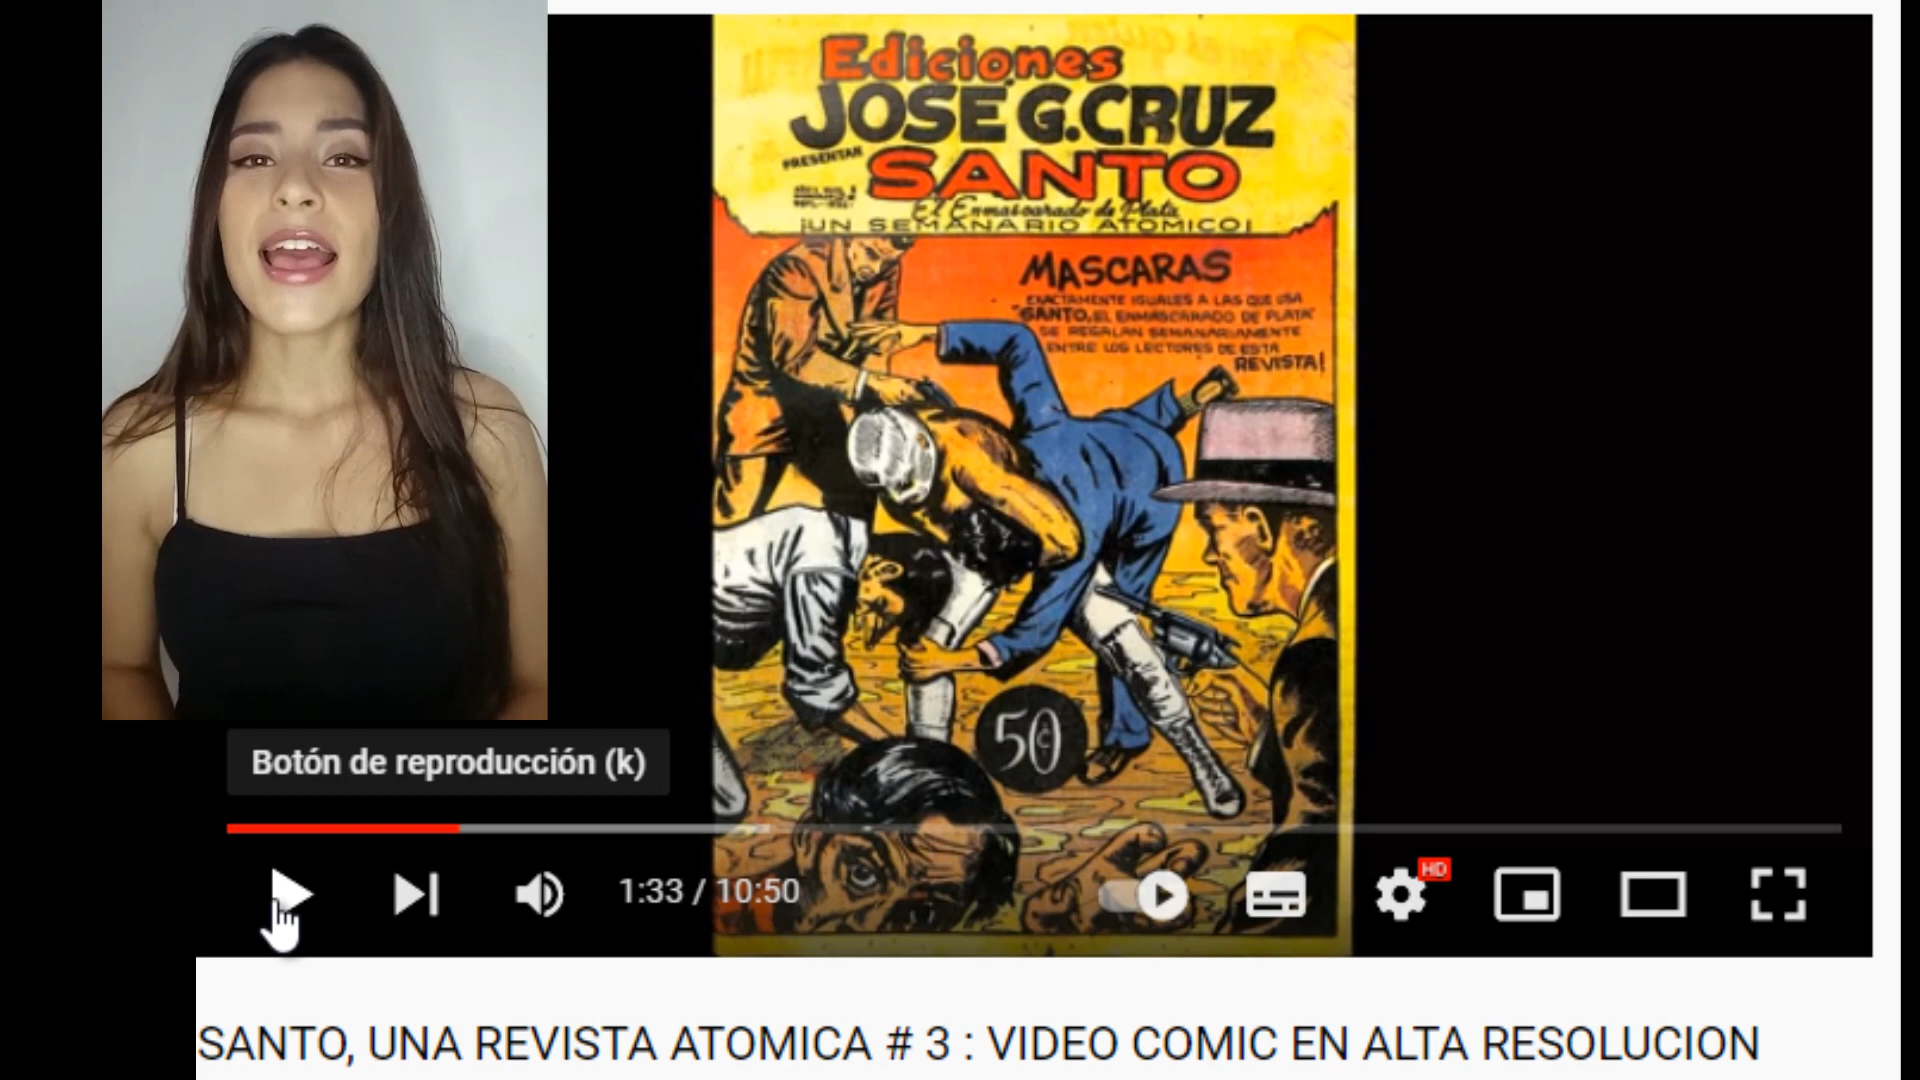 Ediciones
JOSE G. CRUZ
PRESENTAN
SANTO
El Enmascarado de Plata
¡UN SEMANARIO ATOMICO!
MASCARAS
EXACTAMENTE IGUALES A LAS QUE USA
"SANTO, EL ENMASCARADO DE PLATA"
SE REGALAN SEMANARIAMENTE
ENTRE LOS LECTORES DE ESTA
REVISTA!
50¢
Botón de reproducción (k)
1:33 / 10:50
HD
SANTO, UNA REVISTA ATOMICA # 3 : VIDEO COMIC EN ALTA RESOLUCION